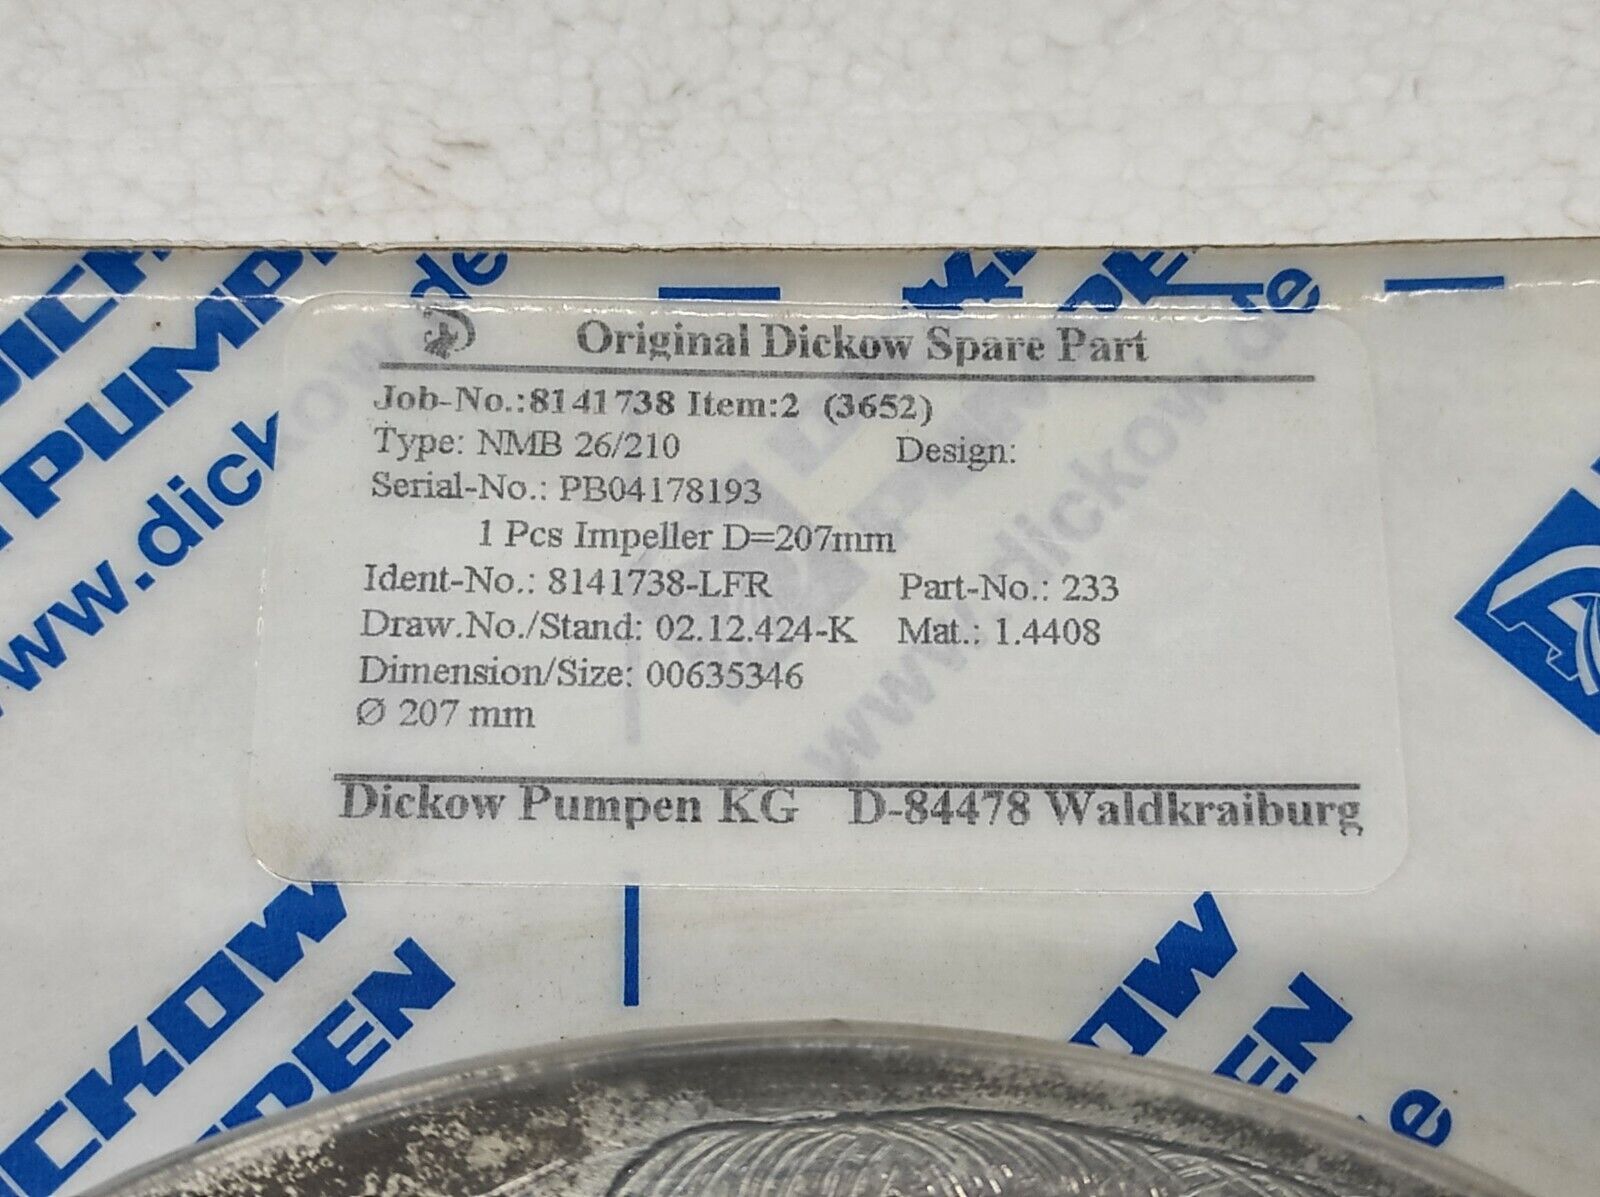 Original Dickow Spare Part
Job-No.:8141738 Item:2 (3652)
Type: NMB 26/210 Design:
Serial-No.: PB04178193
1 Pcs Impeller D=207mm
Ident-No.: 8141738-LFR Part-No.: 233
Draw.No./Stand: 02.12.424-K Mat.: 1.4408
Dimension/Size: 00635346
Ø 207 mm
Dickow Pumpen KG D-84478 Waldkraiburg
www.dickow.de
www.dickow.de